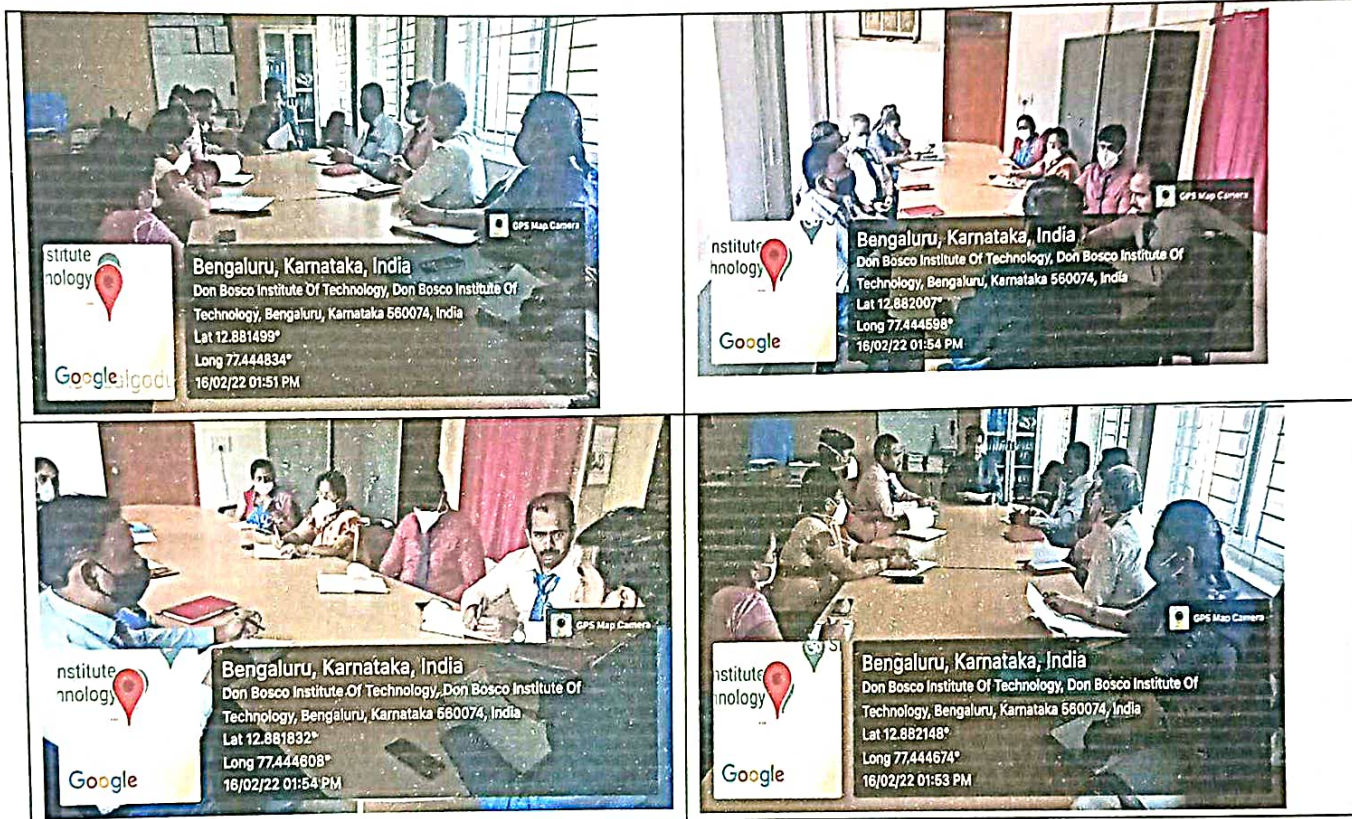 GPS Map Camera
stitute
nology
Google
Bengaluru, Karnataka, India
Don Bosco Institute Of Technology, Don Bosco Institute Of
Technology, Bengaluru, Karnataka 560074, India
Lat 12.881499°
Long 77.444834°
16/02/22 01:51 PM
GPS Map Camera
nstitute
hnology
Google
Bengaluru, Karnataka, India
Don Bosco Institute Of Technology, Don Bosco Institute Of
Technology, Bengaluru, Karnataka 560074, India
Lat 12.882007°
Long 77.444598°
16/02/22 01:54 PM
GPS Map Camera
nstitute
nnology
Google
Bengaluru, Karnataka, India
Don Bosco Institute Of Technology, Don Bosco Institute Of
Technology, Bengaluru, Karnataka 560074, India
Lat 12.881832°
Long 77.444608°
16/02/22 01:54 PM
GPS Map Camera
nstitute
nnology
Google
Bengaluru, Karnataka, India
Don Bosco Institute Of Technology, Don Bosco Institute Of
Technology, Bengaluru, Karnataka 560074, India
Lat 12.882148°
Long 77.444674°
16/02/22 01:53 PM